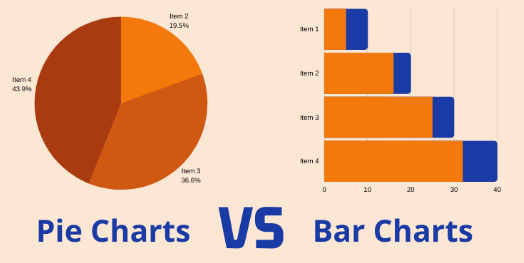 Item 2
19.5%
Item 4
43.9%
Item 3
36.6%
Item 1
Item 2
Item 3
Item 4
0 10 20 30 40
Pie Charts VS Bar Charts